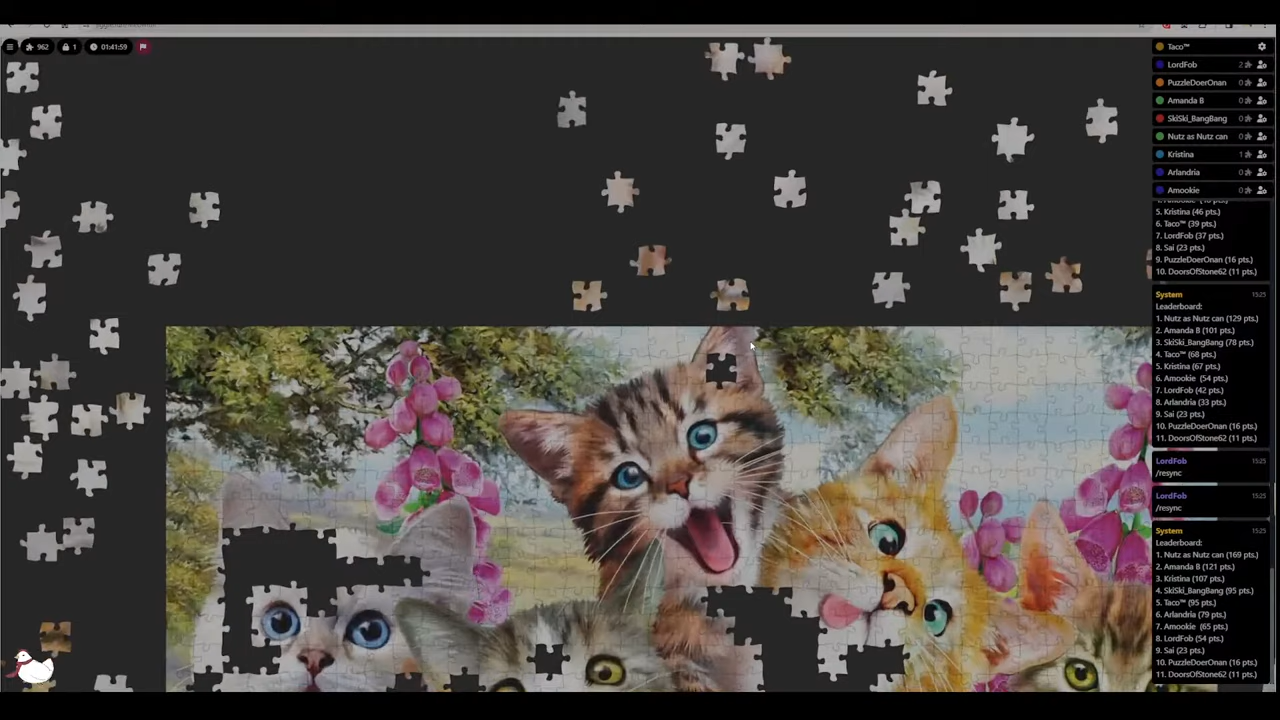 962
1
01:41:59
Taco™
LordFob 2
PuzzleDoerOnan 0
Amanda B 0
SkiSki_BangBang 0
Nutz as Nutz can 0
Kristina 1
Arlandria 0
Amookie 0
5. Kristina (46 pts.)
6. Taco™ (39 pts.)
7. LordFob (37 pts.)
8. Sai (23 pts.)
9. PuzzleDoerOnan (16 pts.)
10. DoorsOfStone62 (11 pts.)
System 15:25
Leaderboard:
1. Nutz as Nutz can (129 pts.)
2. Amanda B (101 pts.)
3. SkiSki_BangBang (78 pts.)
4. Taco™ (68 pts.)
5. Kristina (67 pts.)
6. Amookie (54 pts.)
7. LordFob (42 pts.)
8. Arlandria (33 pts.)
9. Sai (23 pts.)
10. PuzzleDoerOnan (16 pts.)
11. DoorsOfStone62 (11 pts.)
LordFob 15:25
/resync
LordFob 15:25
/resync
System 15:25
Leaderboard:
1. Nutz as Nutz can (169 pts.)
2. Amanda B (121 pts.)
3. Kristina (107 pts.)
4. SkiSki_BangBang (95 pts.)
5. Taco™ (95 pts.)
6. Arlandria (79 pts.)
7. Amookie (65 pts.)
8. LordFob (54 pts.)
9. Sai (23 pts.)
10. PuzzleDoerOnan (16 pts.)
11. DoorsOfStone62 (11 pts.)